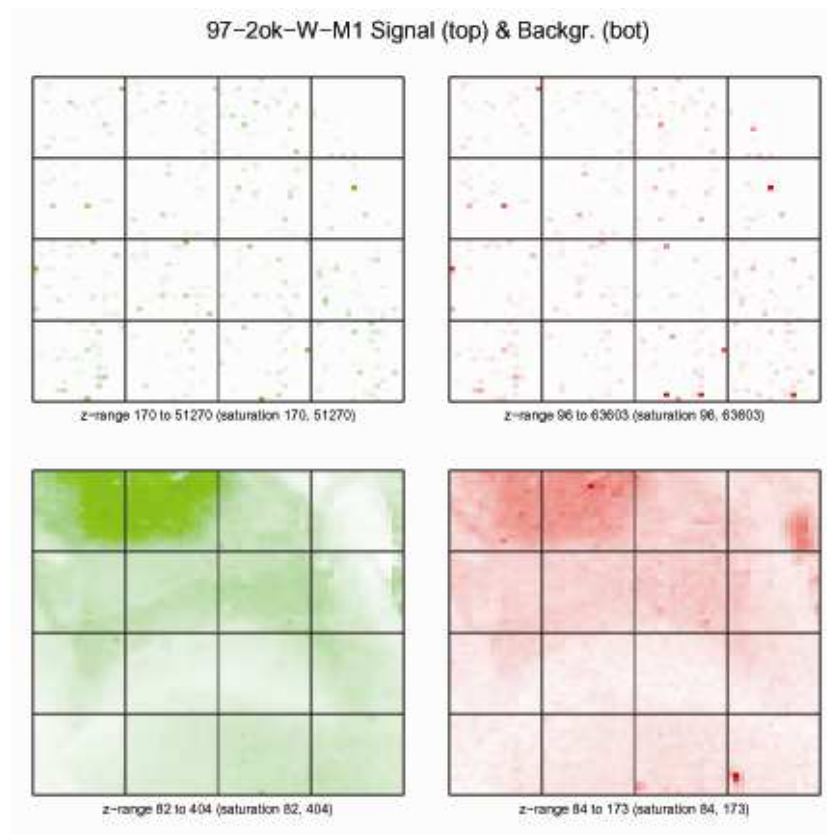 97−2ok−W−M1 Signal (top) & Backgr. (bot)
z−range 170 to 51270 (saturation 170, 51270)
z−range 96 to 63603 (saturation 96, 63603)
z−range 82 to 404 (saturation 82, 404)
z−range 84 to 173 (saturation 84, 173)